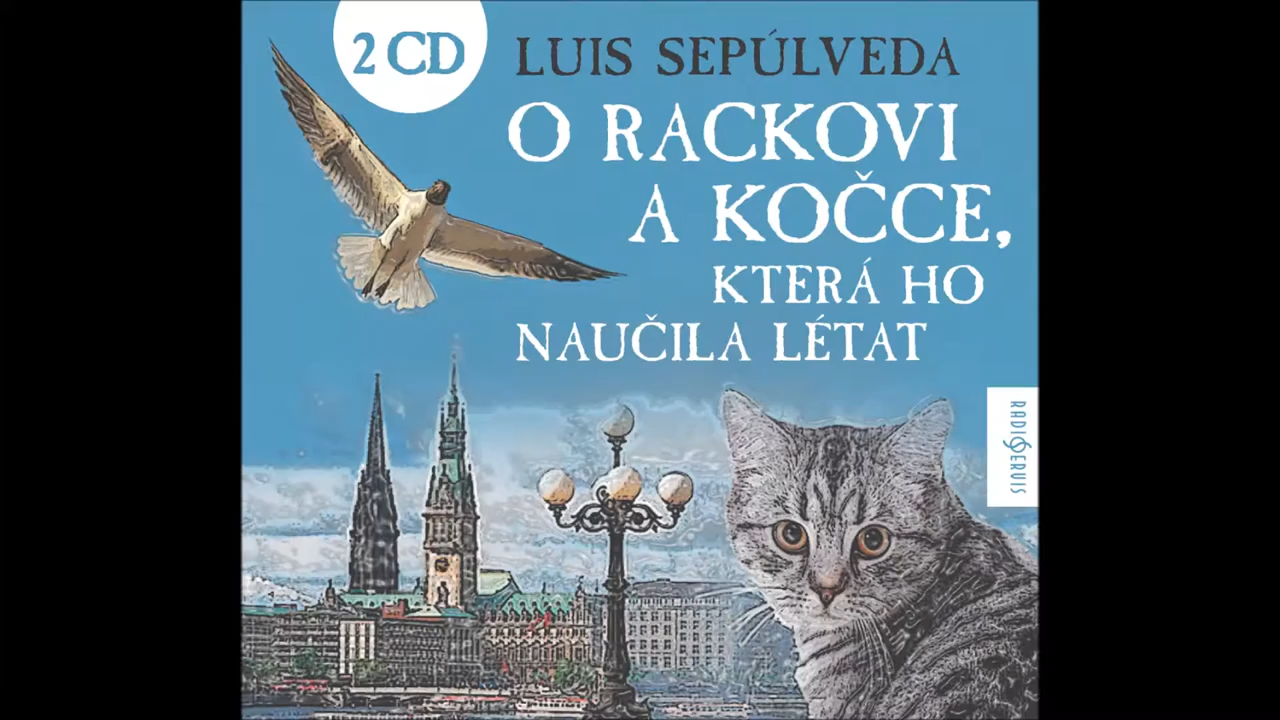 2 CD
LUIS SEPÚLVEDA
O RACKOVI
A KOČCE,
KTERÁ HO
NAUČILA LÉTAT
RADIOSERVIS